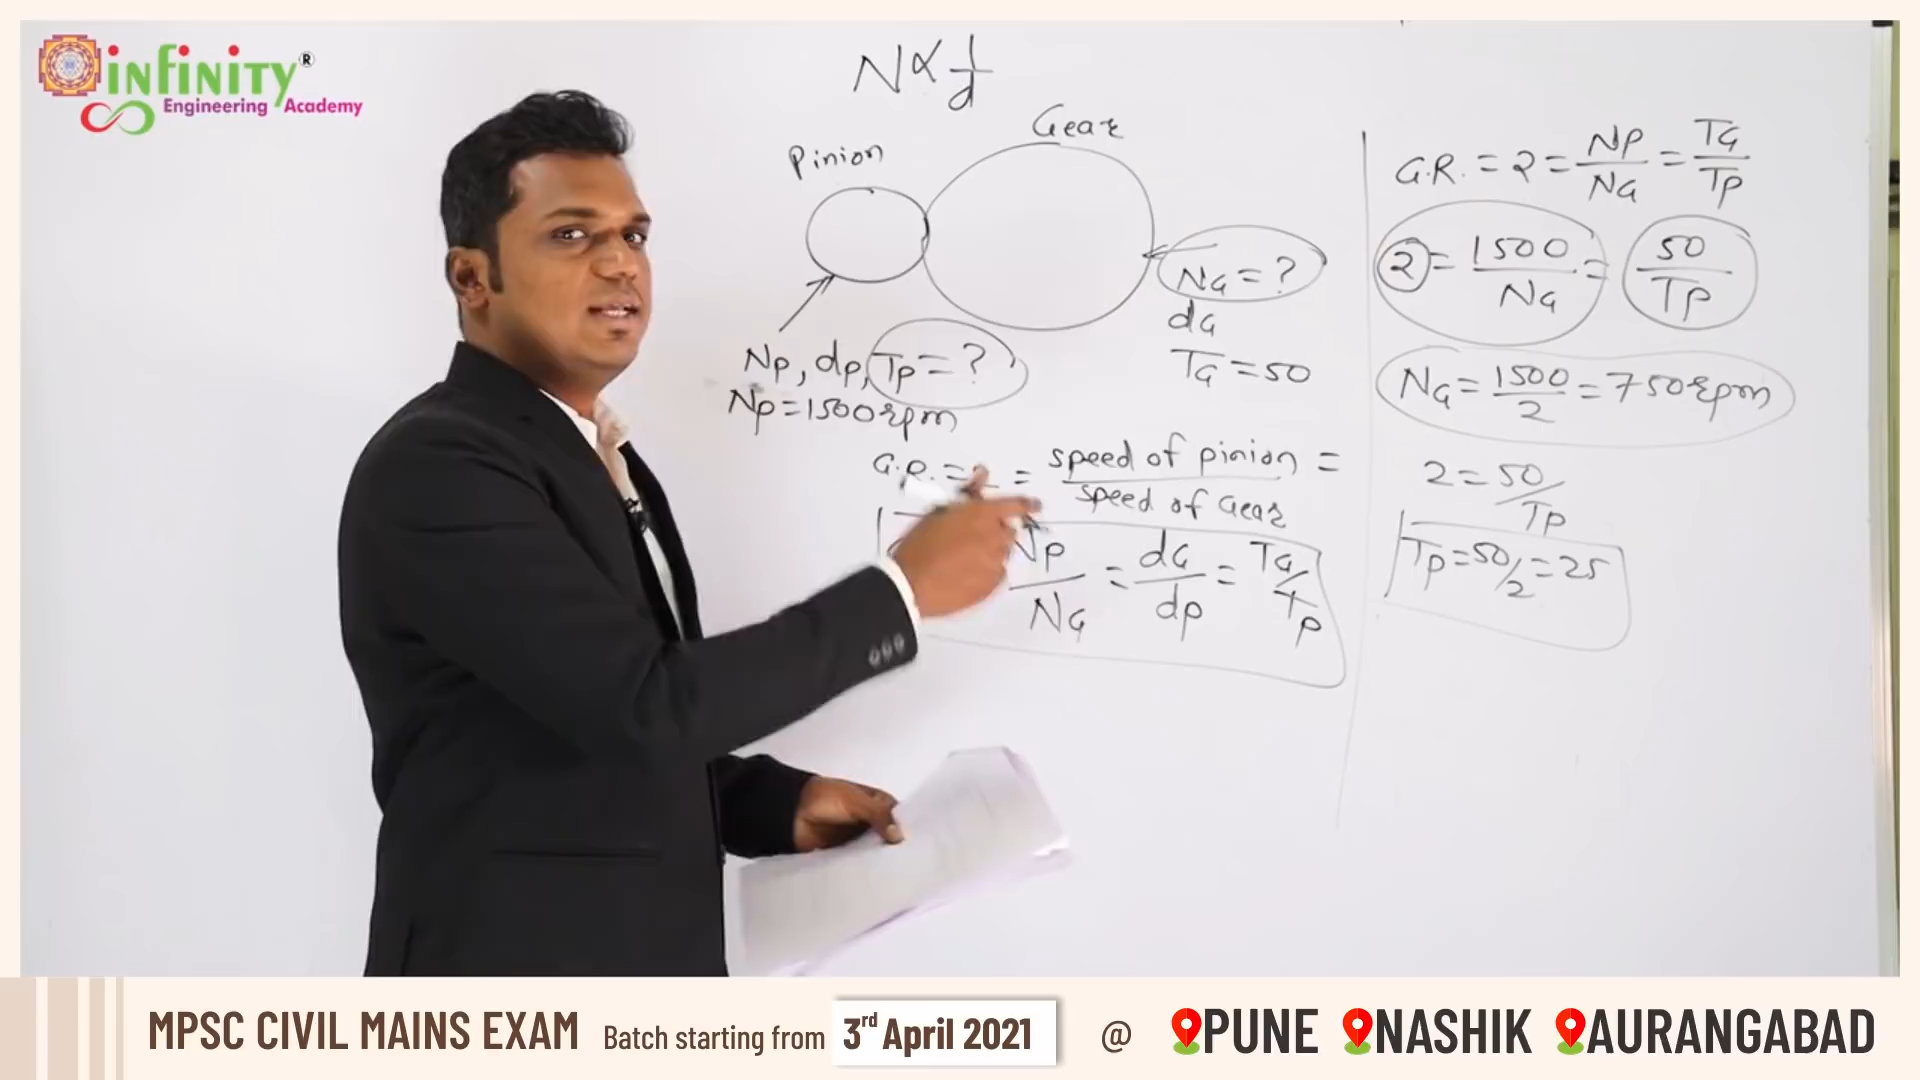 infinity®
Engineering Academy
N ∝ 1/d
Pinion
Gear
Np, dp, Tp = ?
Np = 1500 rpm
NG = ?
dG
TG = 50
G.R. = = speed of pinion / speed of Gear =
Np/NG = dG/dp = TG/Tp
G.R. = 2 = Np/NG = TG/Tp
2 = 1500/NG = 50/Tp
NG = 1500/2 = 750 rpm
2 = 50/Tp
Tp = 50/2 = 25
MPSC CIVIL MAINS EXAM Batch starting from 3rd April 2021 @ PUNE NASHIK AURANGABAD